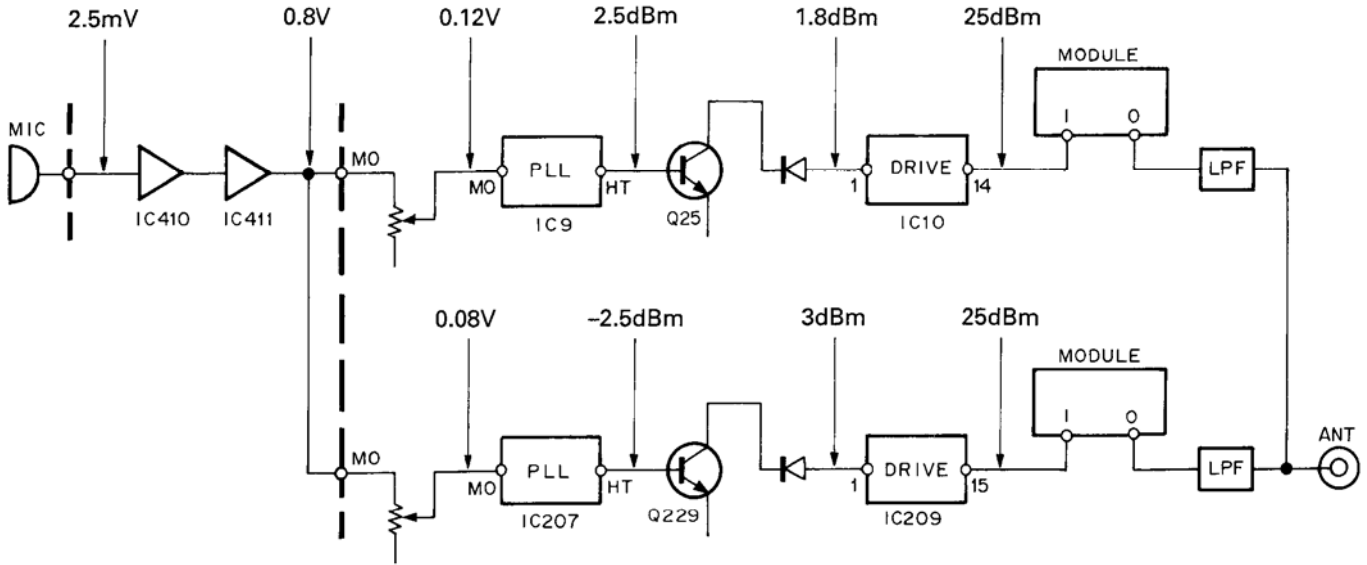 2.5mV 0.8V 0.12V 2.5dBm 1.8dBm 25dBm
MODULE
MIC
I O
MO
MO PLL HT
1 DRIVE 14
LPF
IC410 IC411
IC9
Q25
IC10
0.08V -2.5dBm 3dBm 25dBm
MODULE
I O
ANT
MO
MO PLL HT
1 DRIVE 15
LPF
IC207
Q229
IC209